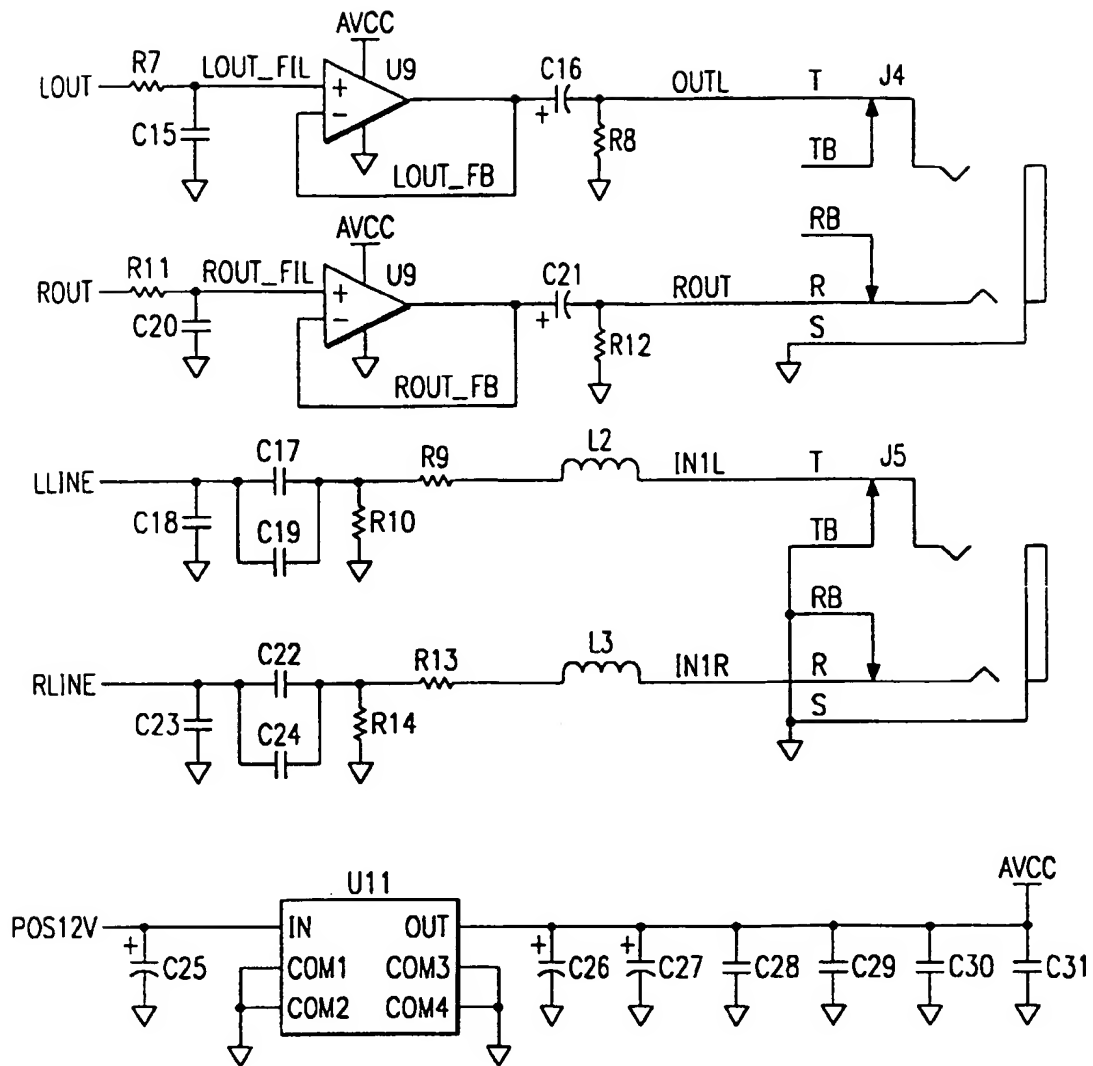 AVCC
R7 LOUT_FIL U9 C16
LOUT + OUTL T J4
C15 − + R8 TB
LOUT_FB
AVCC RB
R11 ROUT_FIL U9 C21
ROUT + ROUT R
C20 − + R12 S
ROUT_FB
C17 R9 L2 IN1L T J5
LLINE
C18 C19 R10 TB
RB
C22 R13 L3 IN1R R
RLINE
C23 C24 R14 S
U11 AVCC
POS12V IN OUT
+ C25 COM1 COM3 + C26 + C27 C28 C29 C30 C31
COM2 COM4